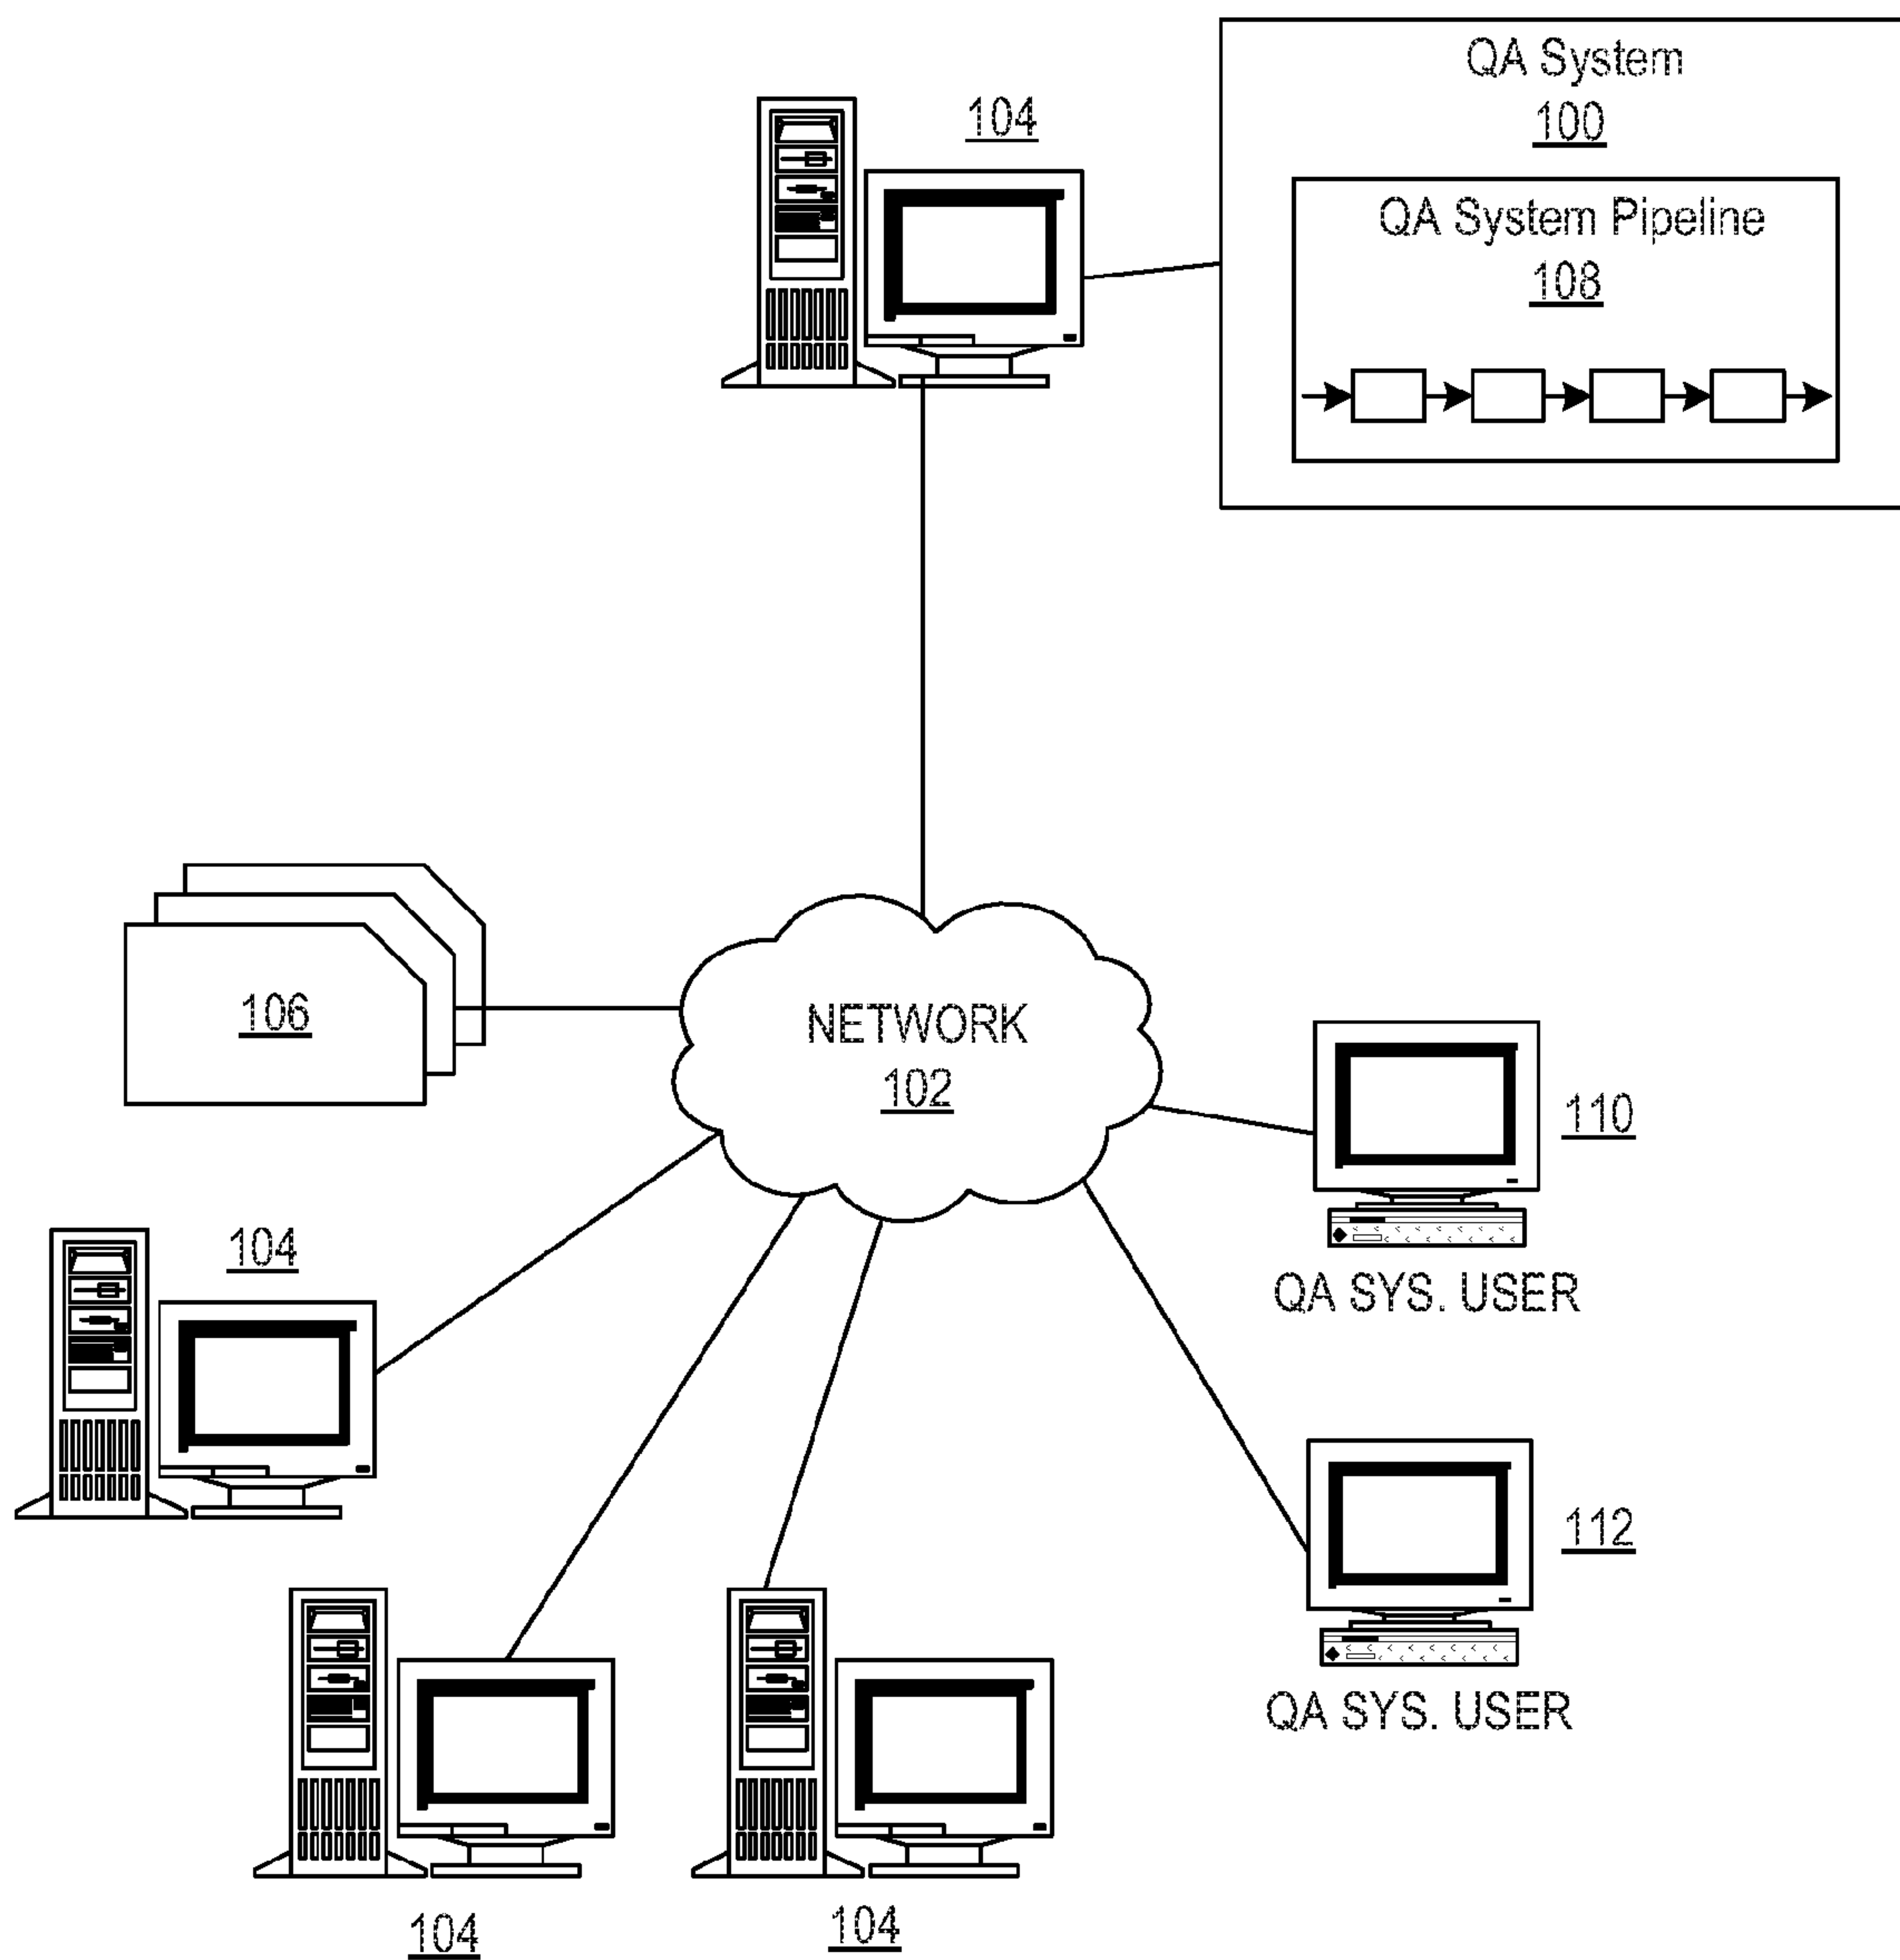 QA System
100
104
QA System Pipeline
108
106
NETWORK
102
110
QA SYS. USER
104
112
QA SYS. USER
104
104